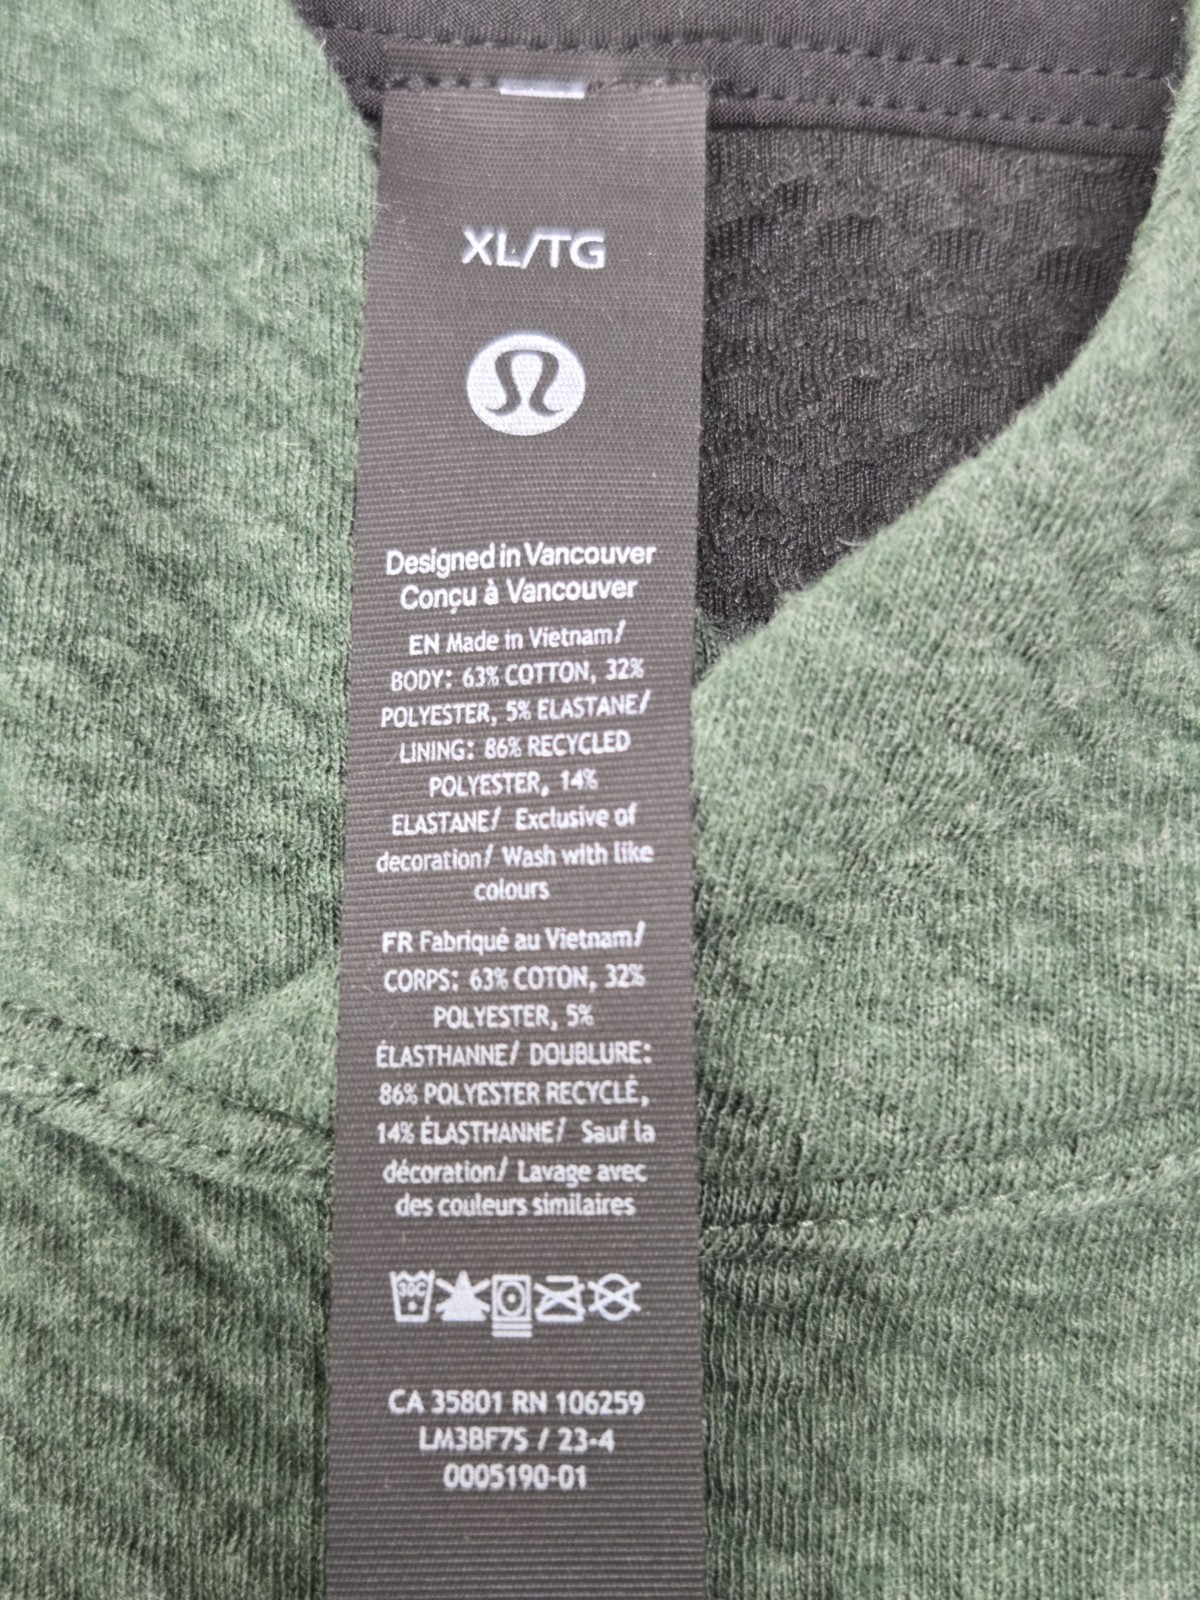 XL/TG
Designed in Vancouver
Conçu à Vancouver
EN Made in Vietnam/
BODY: 63% COTTON, 32%
POLYESTER, 5% ELASTANE/
LINING: 86% RECYCLED
POLYESTER, 14%
ELASTANE/ Exclusive of
decoration/ Wash with like
colours
FR Fabriqué au Vietnam/
CORPS: 63% COTON, 32%
POLYESTER, 5%
ÉLASTHANNE/ DOUBLURE:
86% POLYESTER RECYCLÉ,
14% ÉLASTHANNE/ Sauf la
décoration/ Lavage avec
des couleurs similaires
30C
CA 35801 RN 106259
LM3BF7S / 23-4
0005190-01